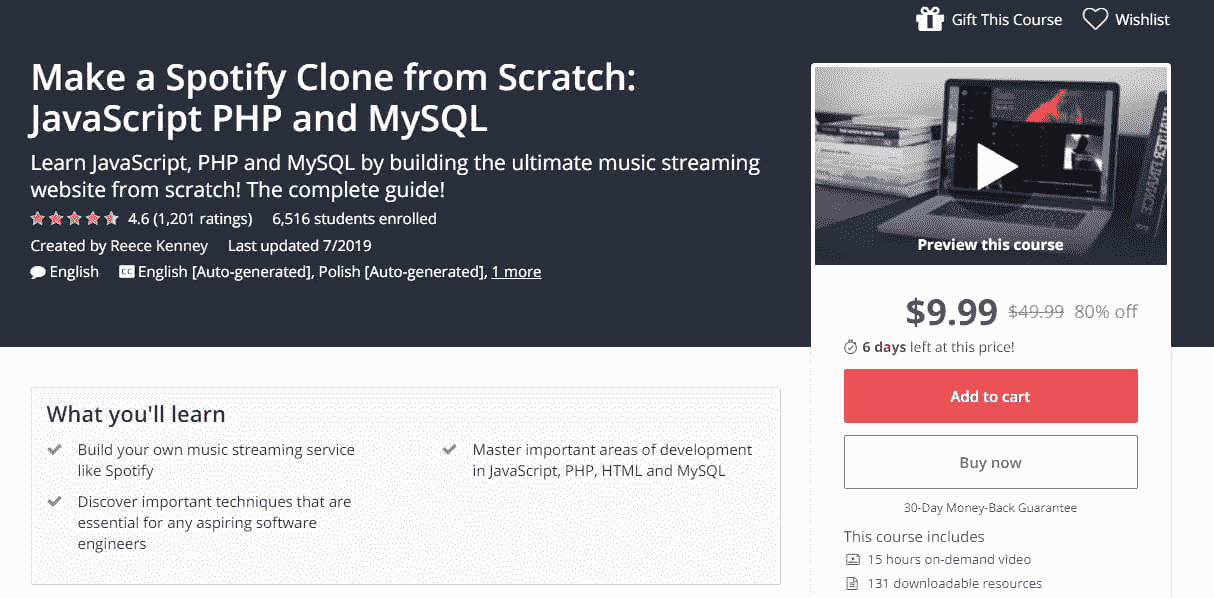 Gift This Course
Wishlist
Make a Spotify Clone from Scratch:
JavaScript PHP and MySQL
Learn JavaScript, PHP and MySQL by building the ultimate music streaming
website from scratch! The complete guide!
4.6 (1,201 ratings) 6,516 students enrolled
Created by Reece Kenney Last updated 7/2019
English CC English [Auto-generated], Polish [Auto-generated], 1 more
Preview this course
$9.99 $49.99 80% off
6 days left at this price!
Add to cart
Buy now
30-Day Money-Back Guarantee
This course includes
15 hours on-demand video
131 downloadable resources
What you'll learn
Build your own music streaming service
like Spotify
Discover important techniques that are
essential for any aspiring software
engineers
Master important areas of development
in JavaScript, PHP, HTML and MySQL